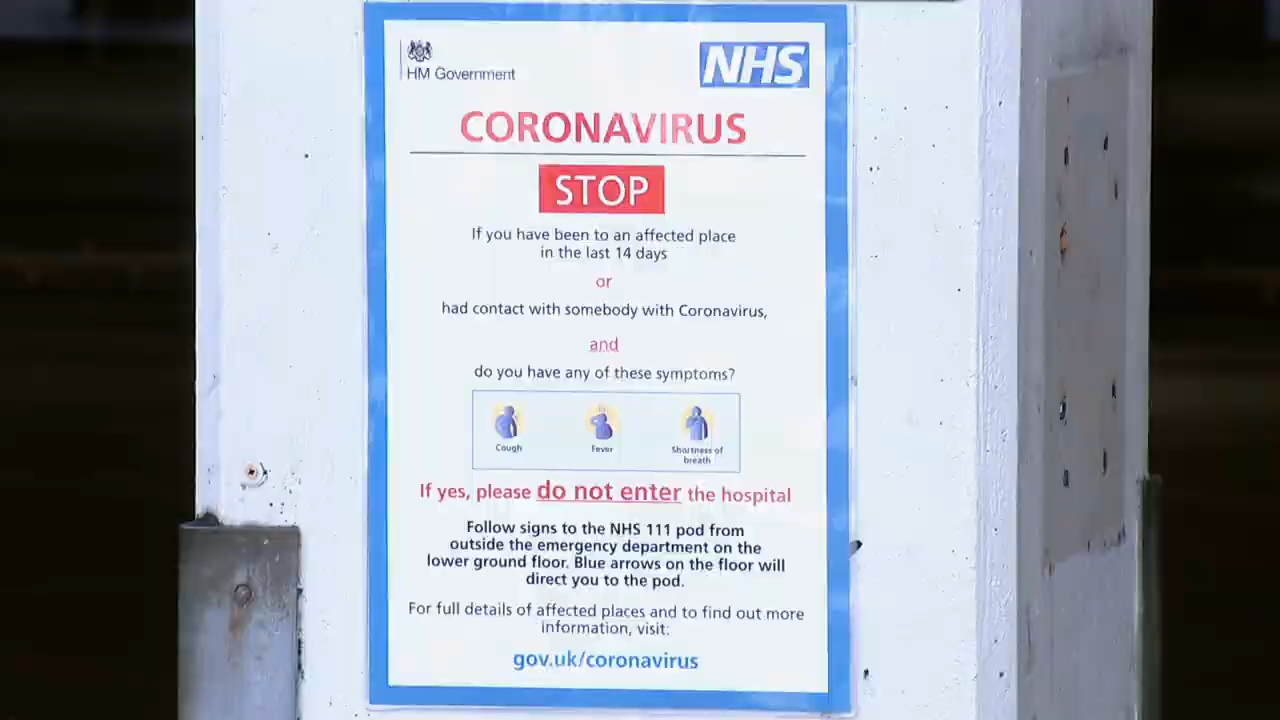 HM Government
NHS
CORONAVIRUS
STOP
If you have been to an affected place
in the last 14 days
or
had contact with somebody with Coronavirus,
and
do you have any of these symptoms?
Cough
Fever
Shortness of
breath
If yes, please do not enter the hospital
Follow signs to the NHS 111 pod from
outside the emergency department on the
lower ground floor. Blue arrows on the floor will
direct you to the pod.
For full details of affected places and to find out more
information, visit:
gov.uk/coronavirus